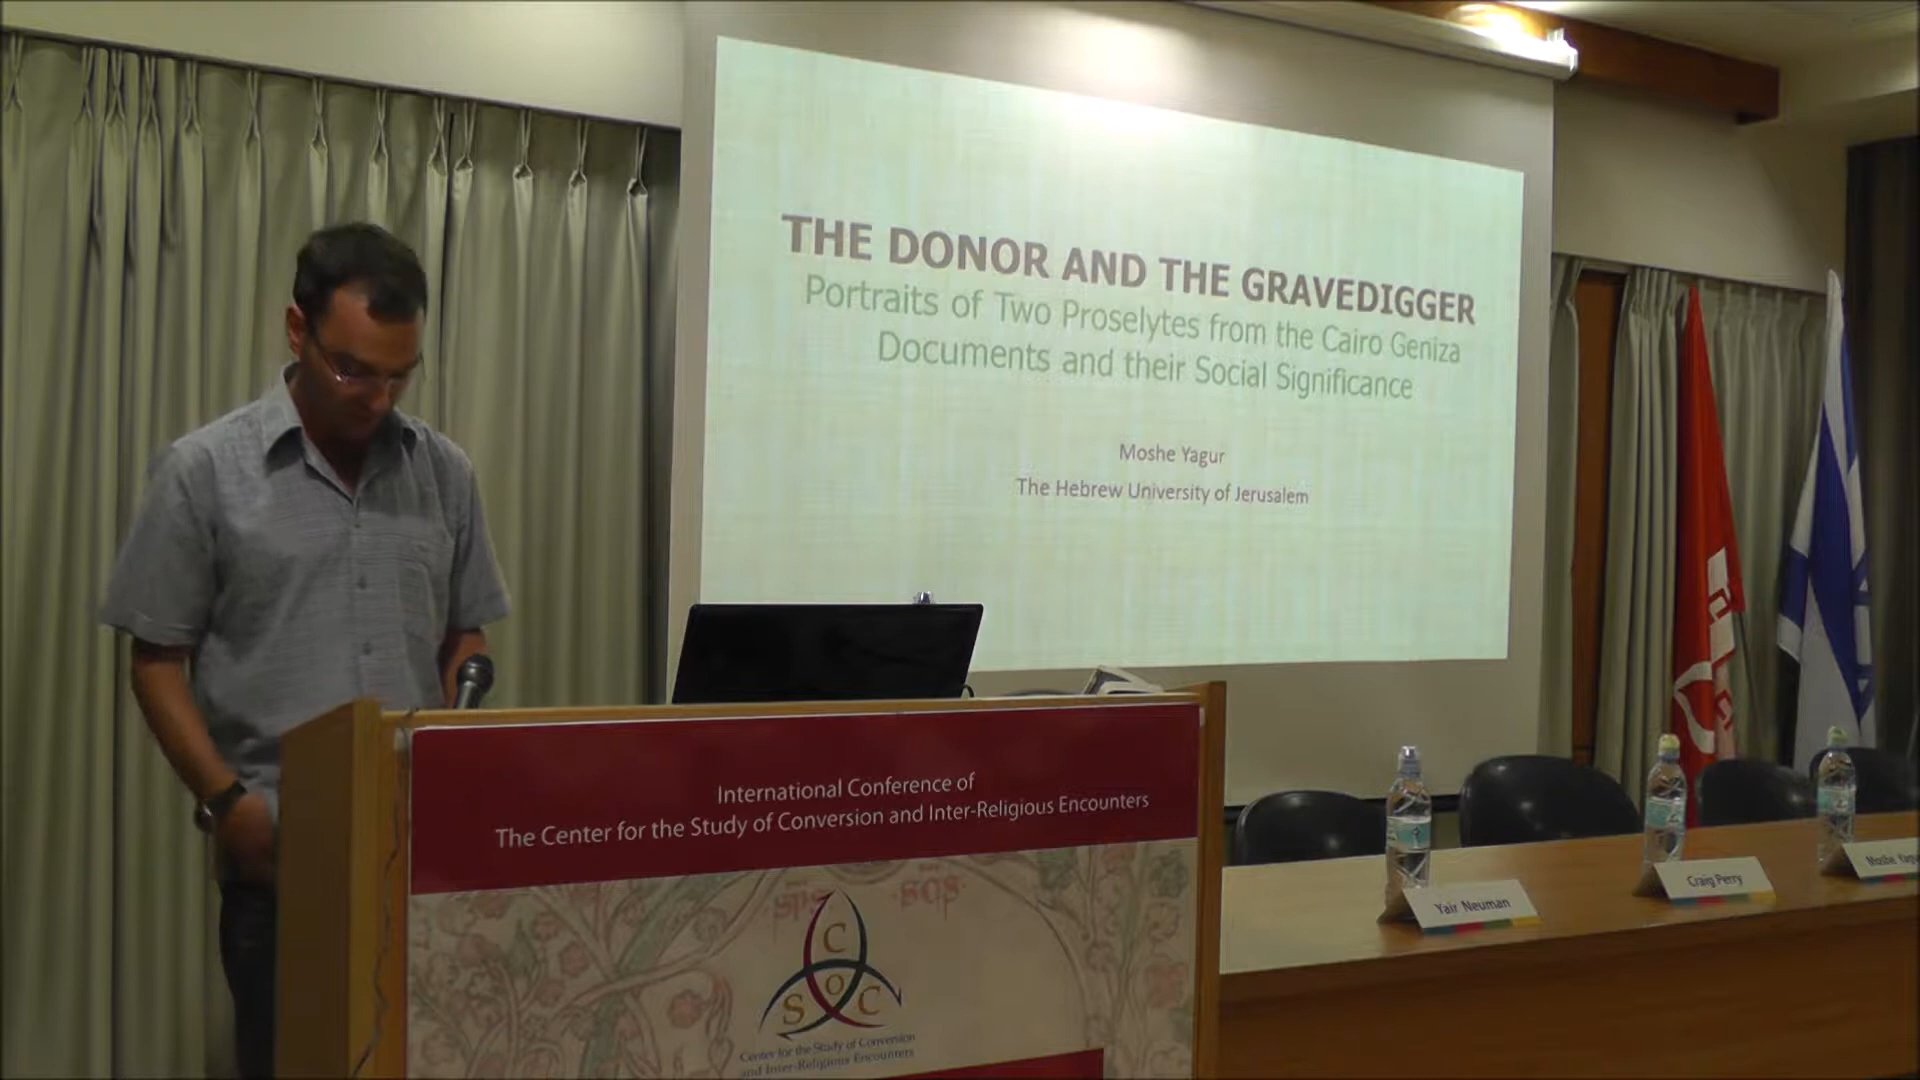 THE DONOR AND THE GRAVEDIGGER
Portraits of Two Proselytes from the Cairo Geniza
Documents and their Social Significance
Moshe Yagur
The Hebrew University of Jerusalem
International Conference of
The Center for the Study of Conversion and Inter-Religious Encounters
C
S O C
Center for the Study of Conversion
and Inter-Religious Encounters
Yair Neuman
Craig Perry
Moshe Yagu